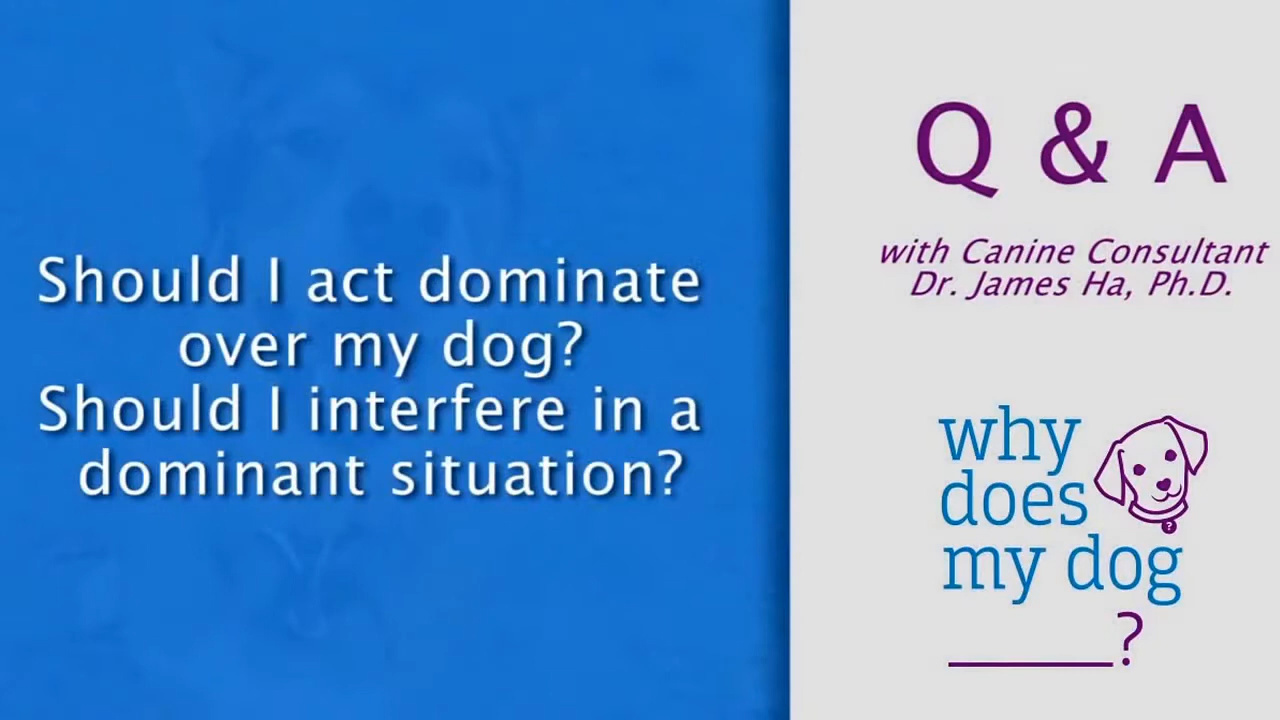 Should I act dominate
over my dog?
Should I interfere in a
dominant situation?
Q & A
with Canine Consultant
Dr. James Ha, Ph.D.
why
does
my dog
______?
?